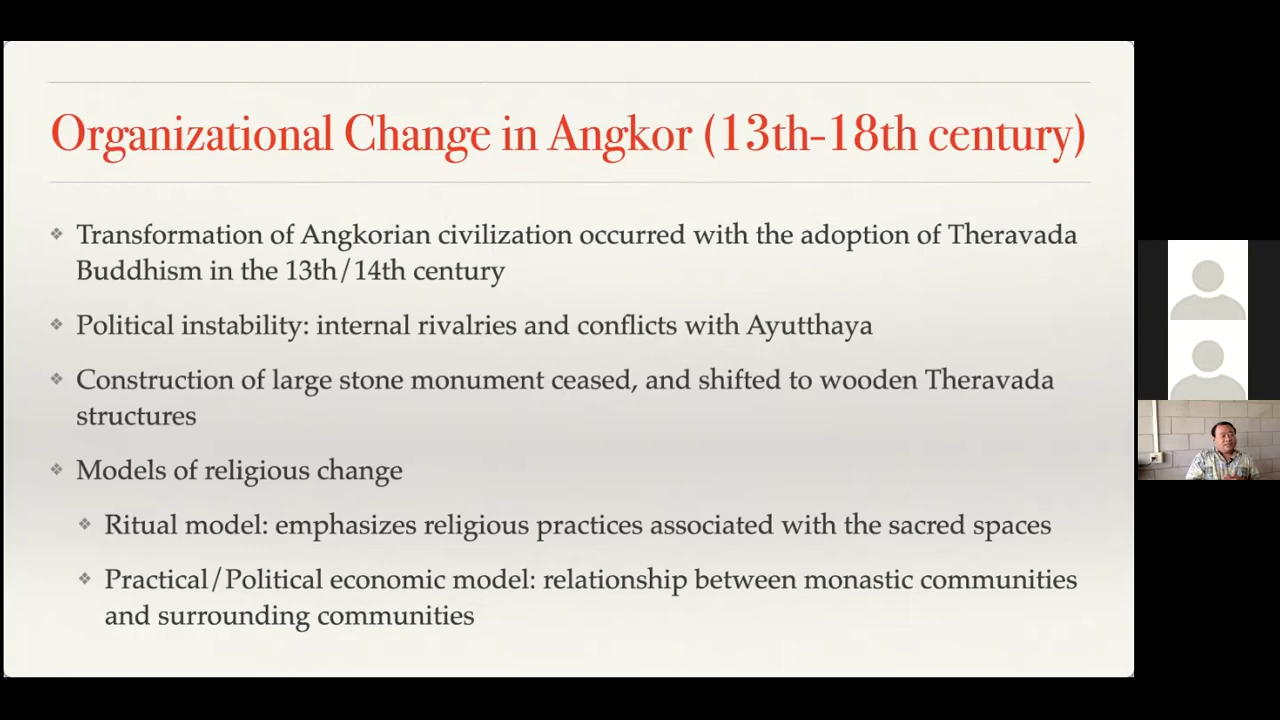 Organizational Change in Angkor (13th-18th century)
Transformation of Angkorian civilization occurred with the adoption of Theravada
Buddhism in the 13th/14th century
Political instability: internal rivalries and conflicts with Ayutthaya
Construction of large stone monument ceased, and shifted to wooden Theravada
structures
Models of religious change
Ritual model: emphasizes religious practices associated with the sacred spaces
Practical/Political economic model: relationship between monastic communities
and surrounding communities